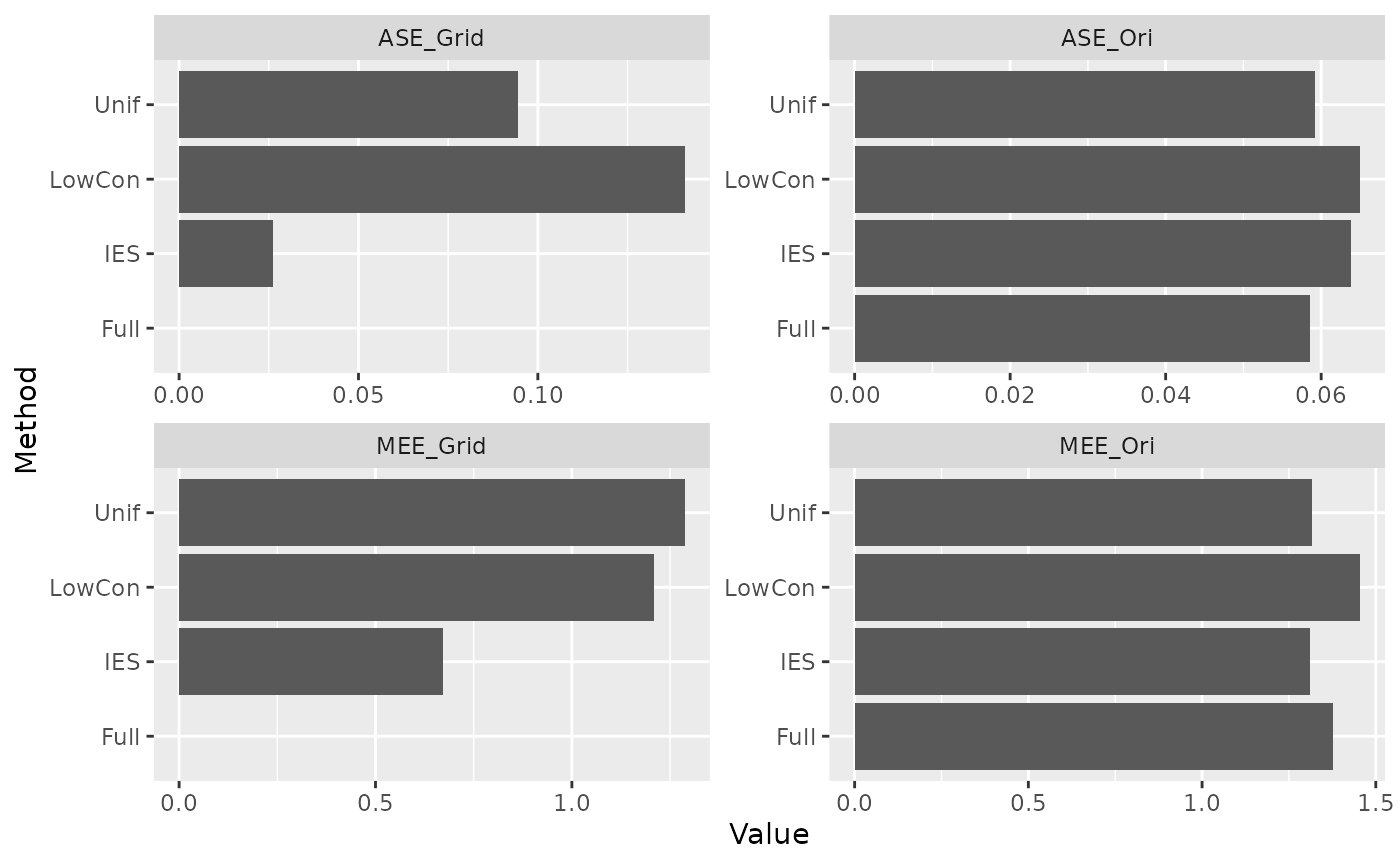 ASE_Grid
Unif
LowCon
IES
Full
0.00 0.05 0.10
ASE_Ori
Unif
LowCon
IES
Full
0.00 0.02 0.04 0.06
MEE_Grid
Unif
LowCon
IES
Full
0.0 0.5 1.0
MEE_Ori
Unif
LowCon
IES
Full
0.0 0.5 1.0 1.5
Method
Value